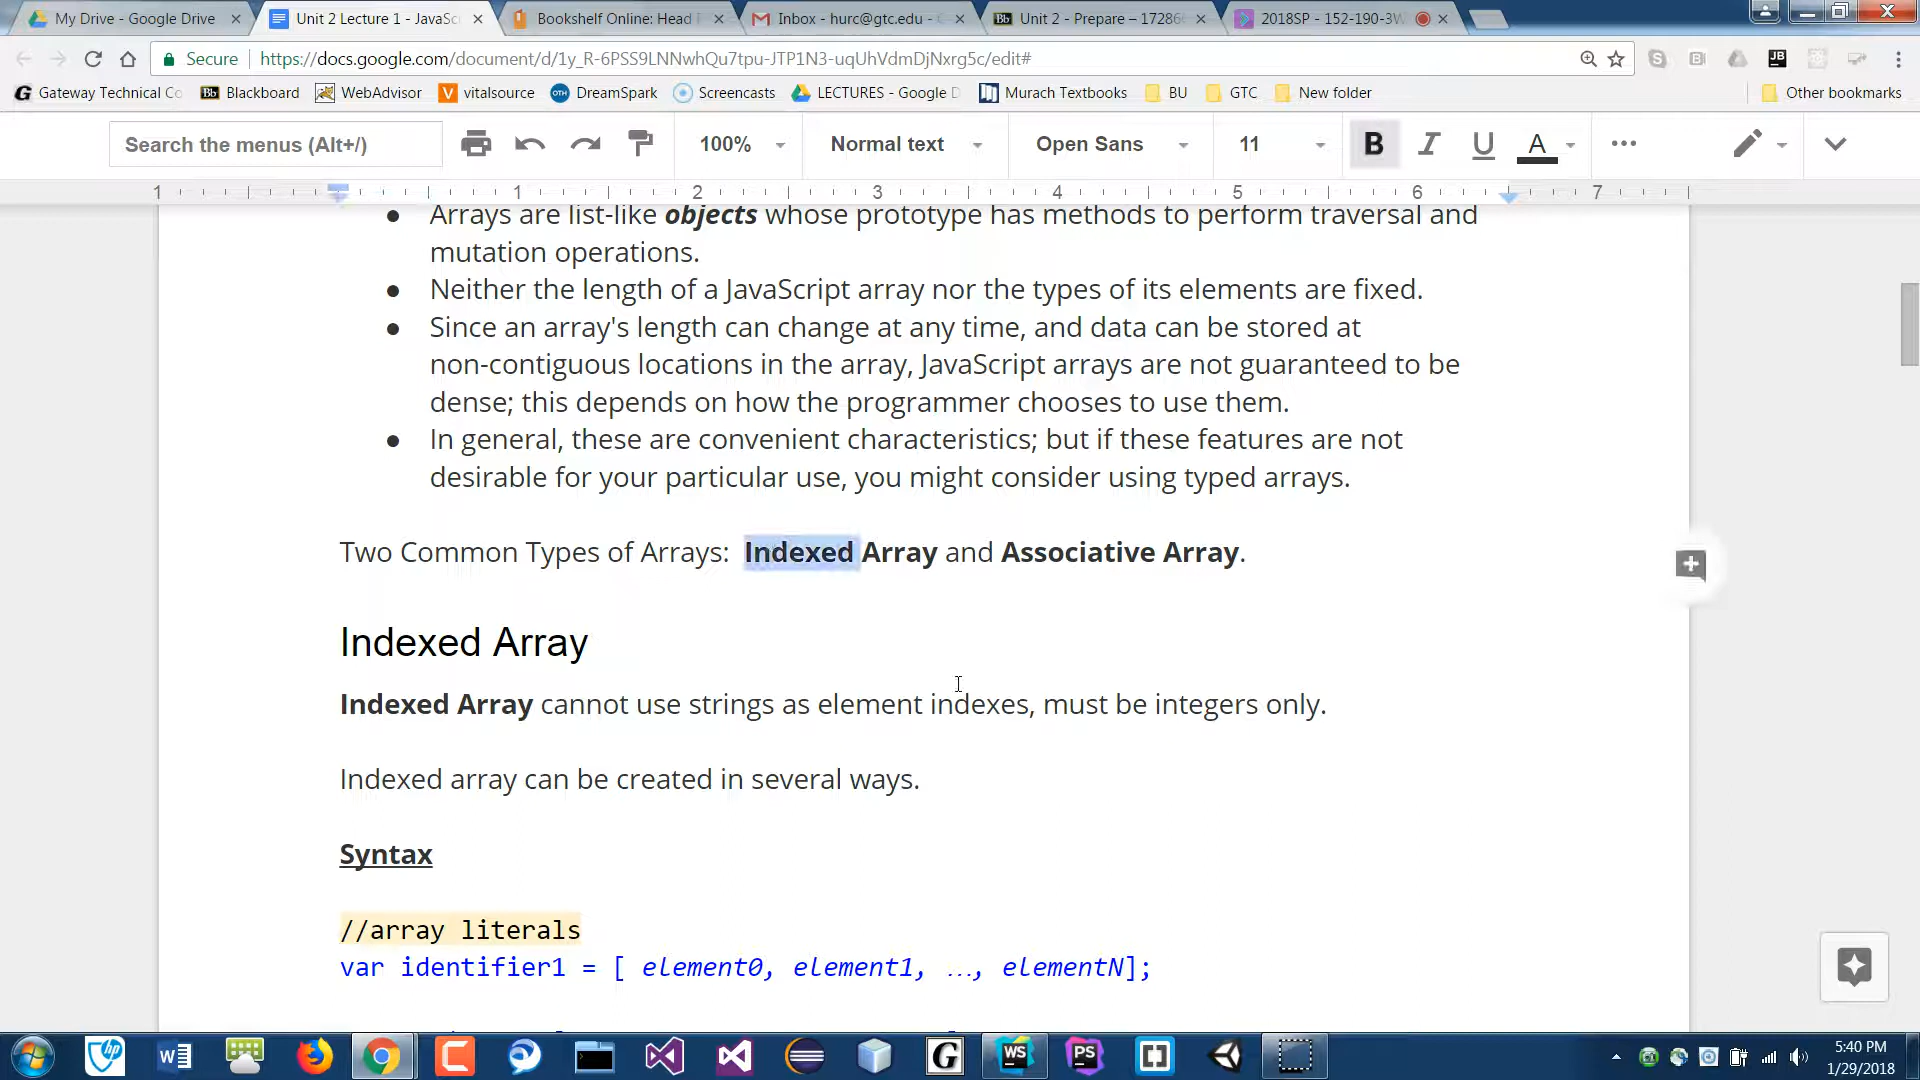 My Drive - Google Drive
Unit 2 Lecture 1 - JavaSc
Bookshelf Online: Head F
Inbox - hurc@gtc.edu - G
Unit 2 - Prepare – 17286
2018SP - 152-190-3W
Secure
https://docs.google.com/document/d/1y_R-6PSS9LNNwhQu7tpu-JTP1N3-uqUhVdmDjNxrg5c/edit#
Gateway Technical Co
Blackboard
WebAdvisor
vitalsource
DreamSpark
Screencasts
LECTURES - Google D
Murach Textbooks
BU
GTC
New folder
Other bookmarks
Search the menus (Alt+/)
100%
Normal text
Open Sans
11
B I U A
1 1 2 3 4 5 6 7
● Arrays are list-like objects whose prototype has methods to perform traversal and
mutation operations.
● Neither the length of a JavaScript array nor the types of its elements are fixed.
● Since an array's length can change at any time, and data can be stored at
non-contiguous locations in the array, JavaScript arrays are not guaranteed to be
dense; this depends on how the programmer chooses to use them.
● In general, these are convenient characteristics; but if these features are not
desirable for your particular use, you might consider using typed arrays.
Two Common Types of Arrays:  Indexed Array and Associative Array.
Indexed Array
Indexed Array cannot use strings as element indexes, must be integers only.
Indexed array can be created in several ways.
Syntax
//array literals
var identifier1 = [ element0, element1, ..., elementN];
5:40 PM
1/29/2018